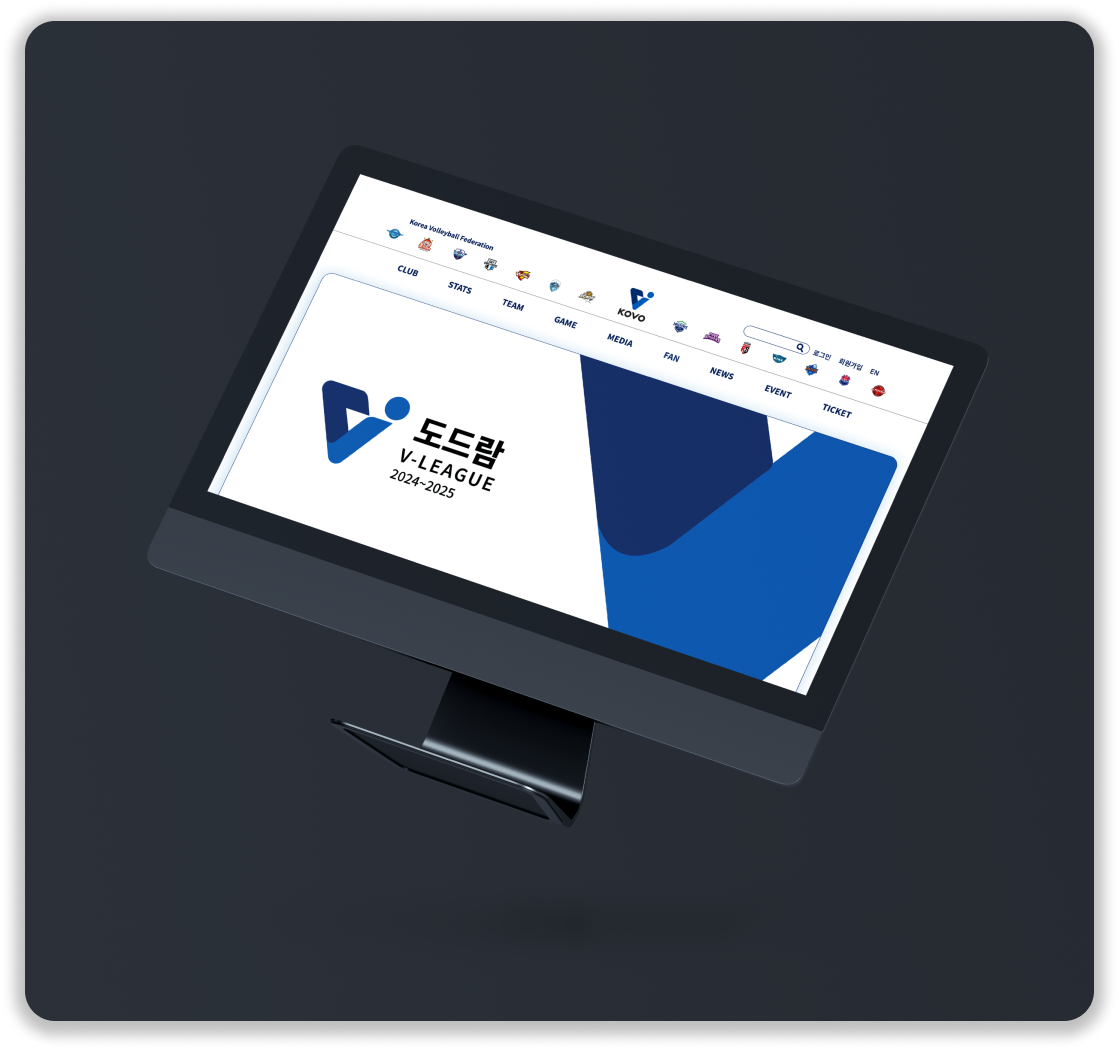 Korea Volleyball Federation
KOVO
로그인 회원가입 EN
CLUB STATS TEAM GAME MEDIA FAN NEWS EVENT TICKET
도드람
V-LEAGUE
2024~2025